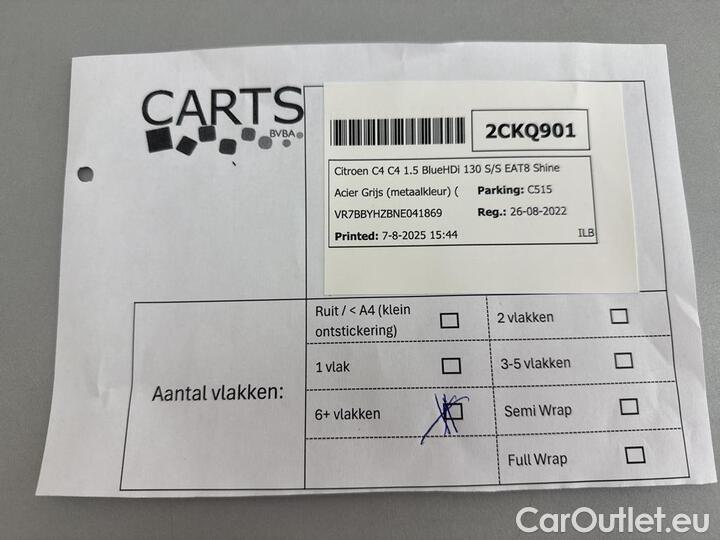 CARTS
BVBA
2CKQ901
Citroen C4 C4 1.5 BlueHDi 130 S/S EAT8 Shine
Acier Grijs (metaalkleur) ( Parking: C515
VR7BBYHZBNE041869 Reg.: 26-08-2022
Printed: 7-8-2025 15:44 ILB
Aantal vlakken:
Ruit / < A4 (klein
ontstickering)
2 vlakken
1 vlak
3-5 vlakken
6+ vlakken
Semi Wrap
Full Wrap
CarOutlet.eu